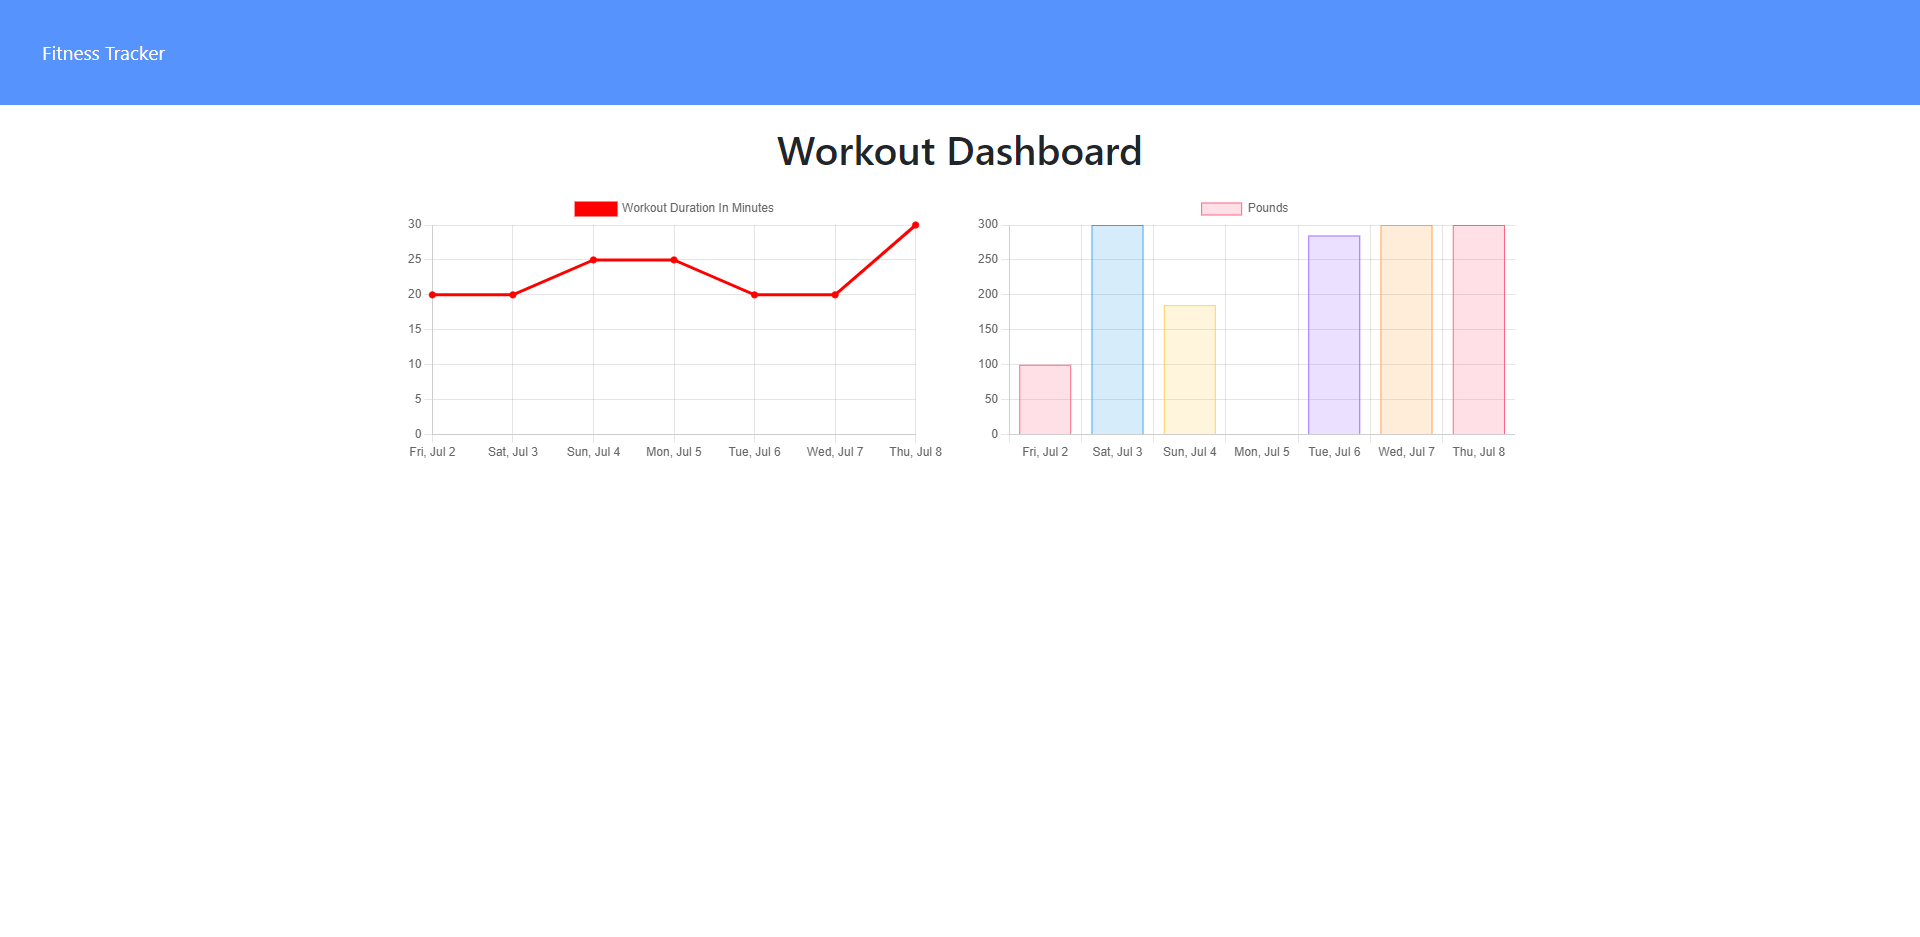 Fitness Tracker
Workout Dashboard
Workout Duration In Minutes
30
25
20
15
10
5
0
Fri, Jul 2 Sat, Jul 3 Sun, Jul 4 Mon, Jul 5 Tue, Jul 6 Wed, Jul 7 Thu, Jul 8
Pounds
300
250
200
150
100
50
0
Fri, Jul 2 Sat, Jul 3 Sun, Jul 4 Mon, Jul 5 Tue, Jul 6 Wed, Jul 7 Thu, Jul 8